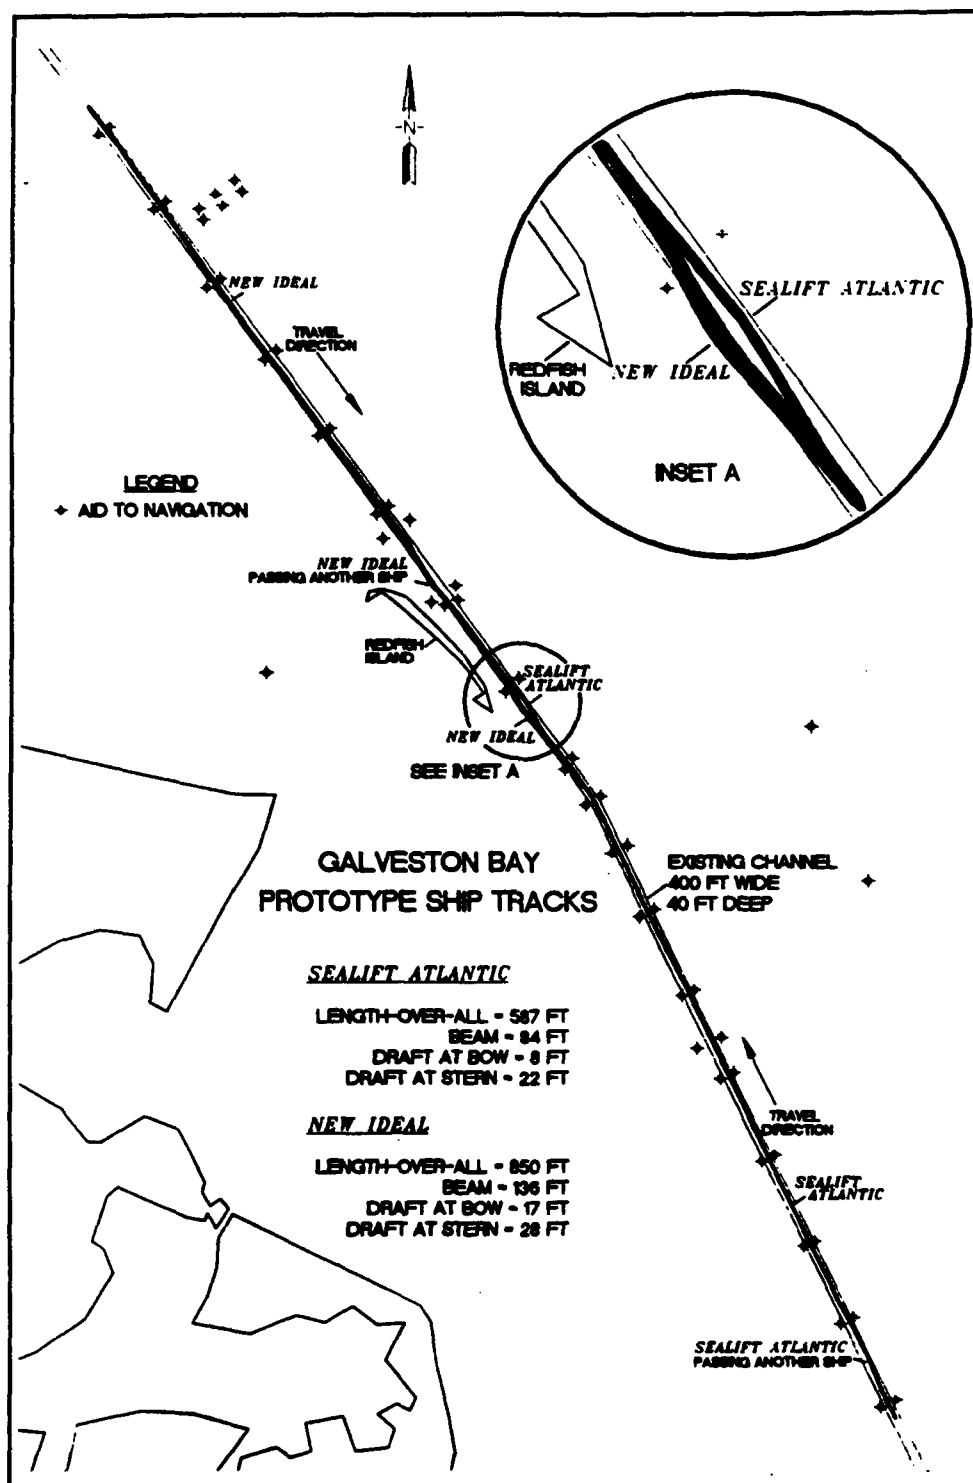 N
NEW IDEAL
TRAVEL
DIRECTION
SEALIFT ATLANTIC
REDFISH
ISLAND
NEW IDEAL
INSET A
LEGEND
AID TO NAVIGATION
NEW IDEAL
PASSING ANOTHER SHIP
REDFISH
ISLAND
SEALIFT
ATLANTIC
NEW IDEAL
SEE INSET A
GALVESTON BAY
PROTOTYPE SHIP TRACKS
EXISTING CHANNEL
400 FT WIDE
40 FT DEEP
SEALIFT ATLANTIC
LENGTH-OVER-ALL = 587 FT
BEAM = 84 FT
DRAFT AT BOW = 8 FT
DRAFT AT STERN = 22 FT
NEW IDEAL
LENGTH-OVER-ALL = 850 FT
BEAM = 136 FT
DRAFT AT BOW = 17 FT
DRAFT AT STERN = 28 FT
TRAVEL
DIRECTION
SEALIFT
ATLANTIC
SEALIFT ATLANTIC
PASSING ANOTHER SHIP